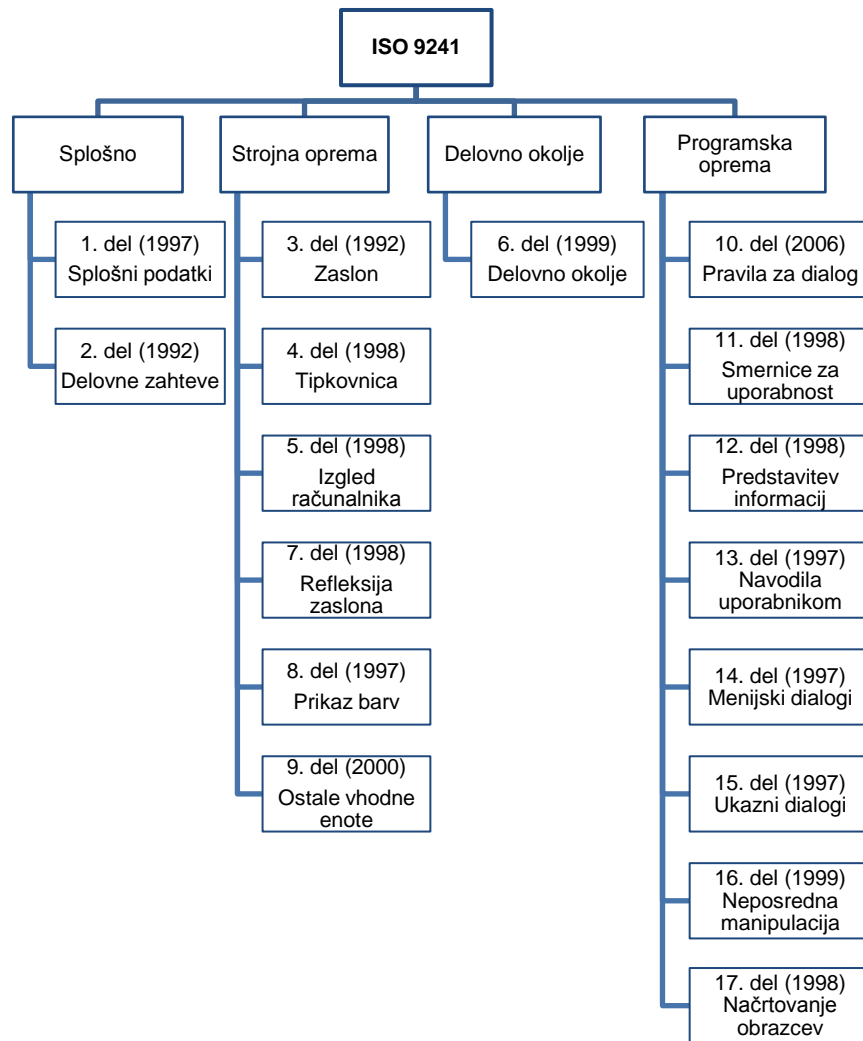 ISO 9241
Splošno
1. del (1997)
Splošni podatki
2. del (1992)
Delovne zahteve
Strojna oprema
3. del (1992)
Zaslon
4. del (1998)
Tipkovnica
5. del (1998)
Izgled
računalnika
7. del (1998)
Refleksija
zaslona
8. del (1997)
Prikaz barv
9. del (2000)
Ostale vhodne
enote
Delovno okolje
6. del (1999)
Delovno okolje
Programska
oprema
10. del (2006)
Pravila za dialog
11. del (1998)
Smernice za
uporabnost
12. del (1998)
Predstavitev
informacij
13. del (1997)
Navodila
uporabnikom
14. del (1997)
Menijski dialogi
15. del (1997)
Ukazni dialogi
16. del (1999)
Neposredna
manipulacija
17. del (1998)
Načrtovanje
obrazcev